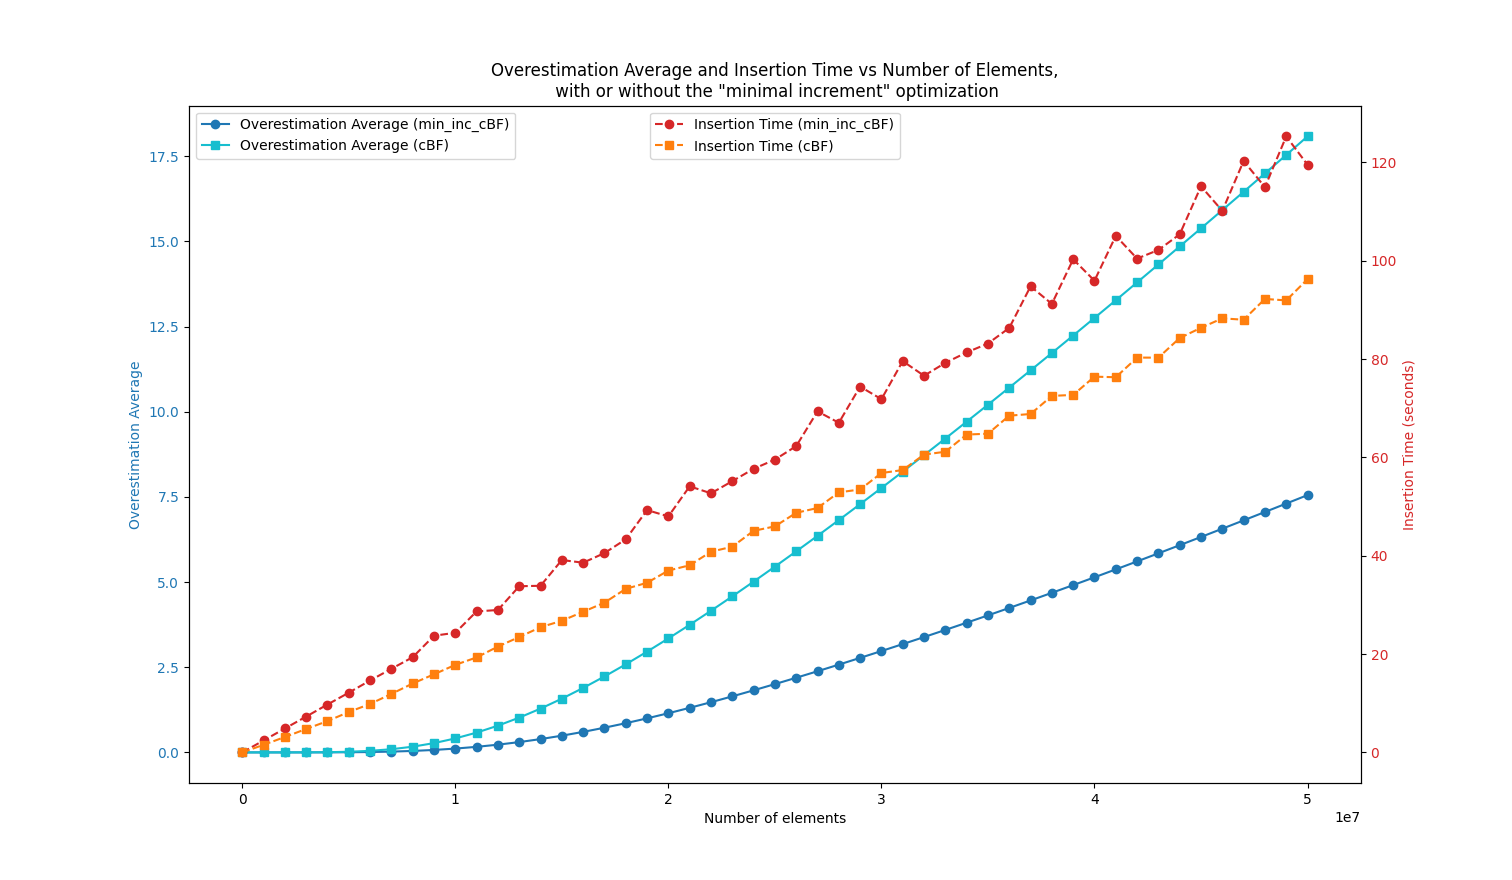 Overestimation Average and Insertion Time vs Number of Elements,
with or without the "minimal increment" optimization
Overestimation Average (min_inc_cBF)
Overestimation Average (cBF)
Insertion Time (min_inc_cBF)
Insertion Time (cBF)
Overestimation Average
17.5
15.0
12.5
10.0
7.5
5.0
2.5
0.0
120
100
80
60
40
20
0
Insertion Time (seconds)
0 1 2 3 4 5
1e7
Number of elements